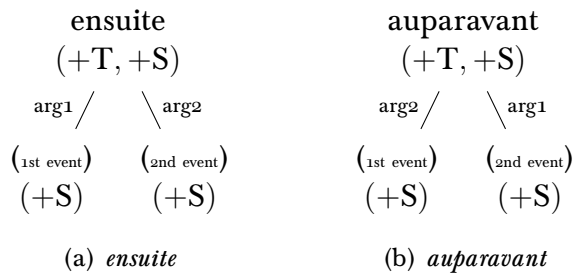 ensuite auparavant
(+T, +S) (+T, +S)
arg1 arg2 arg2 arg1
(1st event) (2nd event) (1st event) (2nd event)
(+S) (+S) (+S) (+S)
(a) ensuite (b) auparavant